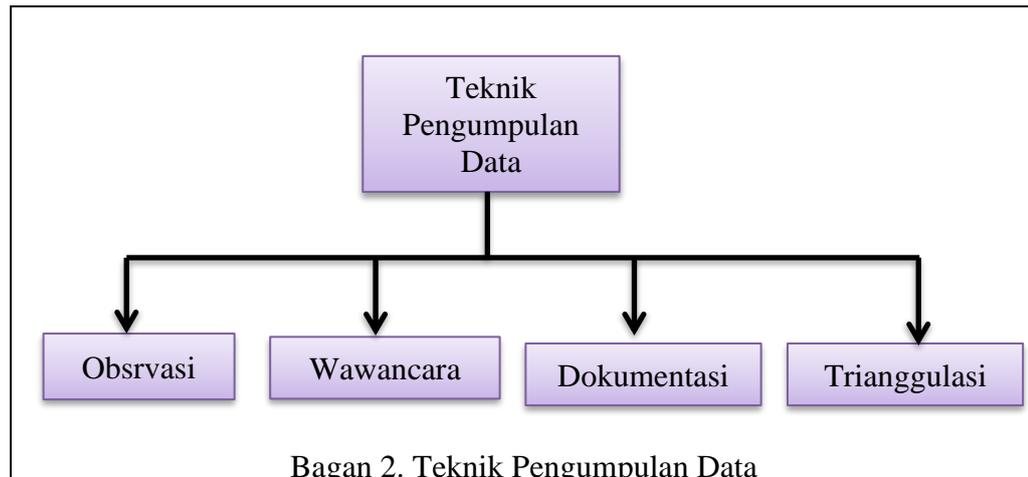 Teknik
Pengumpulan
Data
Obsrvasi
Wawancara
Dokumentasi
Trianggulasi
Bagan 2. Teknik Pengumpulan Data